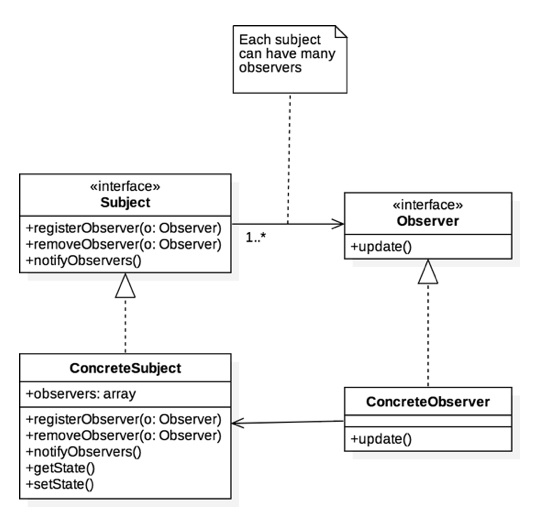 Each subject
can have many
observers
«interface»
Subject
+registerObserver(o: Observer)
+removeObserver(o: Observer)
+notifyObservers()
1..*
«interface»
Observer
+update()
ConcreteSubject
+observers: array
+registerObserver(o: Observer)
+removeObserver(o: Observer)
+notifyObservers()
+getState()
+setState()
ConcreteObserver
+update()